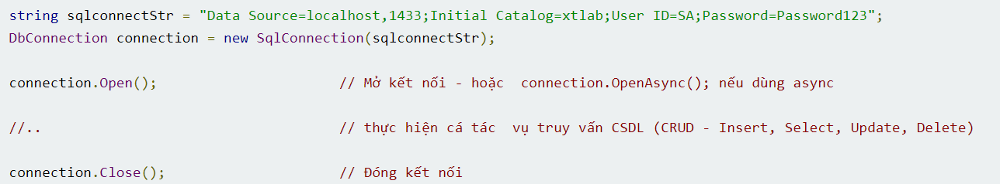 string sqlconnectStr = "Data Source=localhost,1433;Initial Catalog=xtlab;User ID=SA;Password=Password123";
DbConnection connection = new SqlConnection(sqlconnectStr);
connection.Open();                      // Mở kết nối - hoặc  connection.OpenAsync(); nếu dùng async
//..                                    // thực hiện cá tác  vụ truy vấn CSDL (CRUD - Insert, Select, Update, Delete)
connection.Close();                     // Đóng kết nối